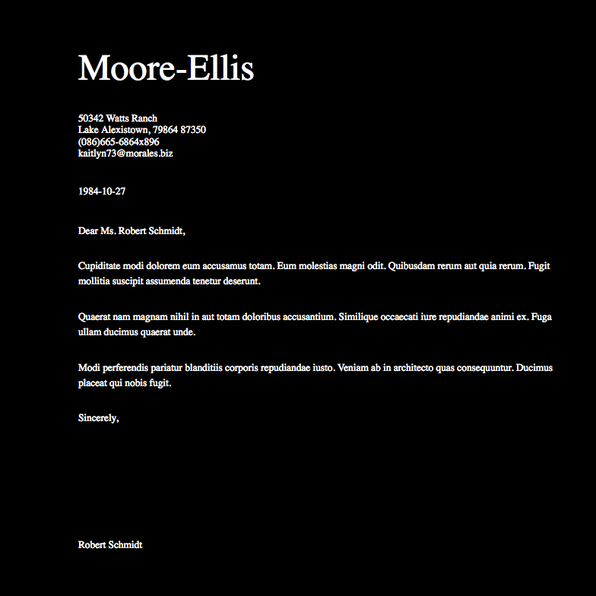 Moore-Ellis
50342 Watts Ranch
Lake Alexistown, 79864 87350
(086)665-6864x896
kaitlyn73@morales.biz
1984-10-27
Dear Ms. Robert Schmidt,
Cupiditate modi dolorem eum accusamus totam. Eum molestias magni odit. Quibusdam rerum aut quia rerum. Fugit
mollitia suscipit assumenda tenetur deserunt.
Quaerat nam magnam nihil in aut totam doloribus accusantium. Similique occaecati iure repudiandae animi ex. Fuga
ullam ducimus quaerat unde.
Modi perferendis pariatur blanditiis corporis repudiandae iusto. Veniam ab in architecto quas consequuntur. Ducimus
placeat qui nobis fugit.
Sincerely,
Robert Schmidt